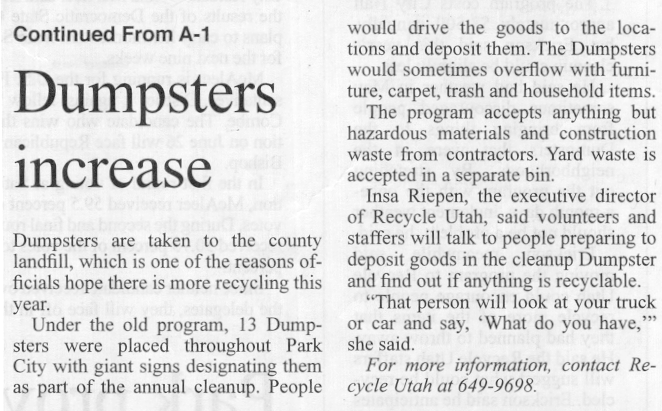 Continued From A-1
Dumpsters
increase
Dumpsters are taken to the county
landfill, which is one of the reasons of-
ficials hope there is more recycling this
year.
Under the old program, 13 Dump-
sters were placed throughout Park
City with giant signs designating them
as part of the annual cleanup. People
would drive the goods to the loca-
tions and deposit them. The Dumpsters
would sometimes overflow with furni-
ture, carpet, trash and household items.
The program accepts anything but
hazardous materials and construction
waste from contractors. Yard waste is
accepted in a separate bin.
Insa Riepen, the executive director
of Recycle Utah, said volunteers and
staffers will talk to people preparing to
deposit goods in the cleanup Dumpster
and find out if anything is recyclable.
“That person will look at your truck
or car and say, ‘What do you have,’”
she said.
For more information, contact Re-
cycle Utah at 649-9698.